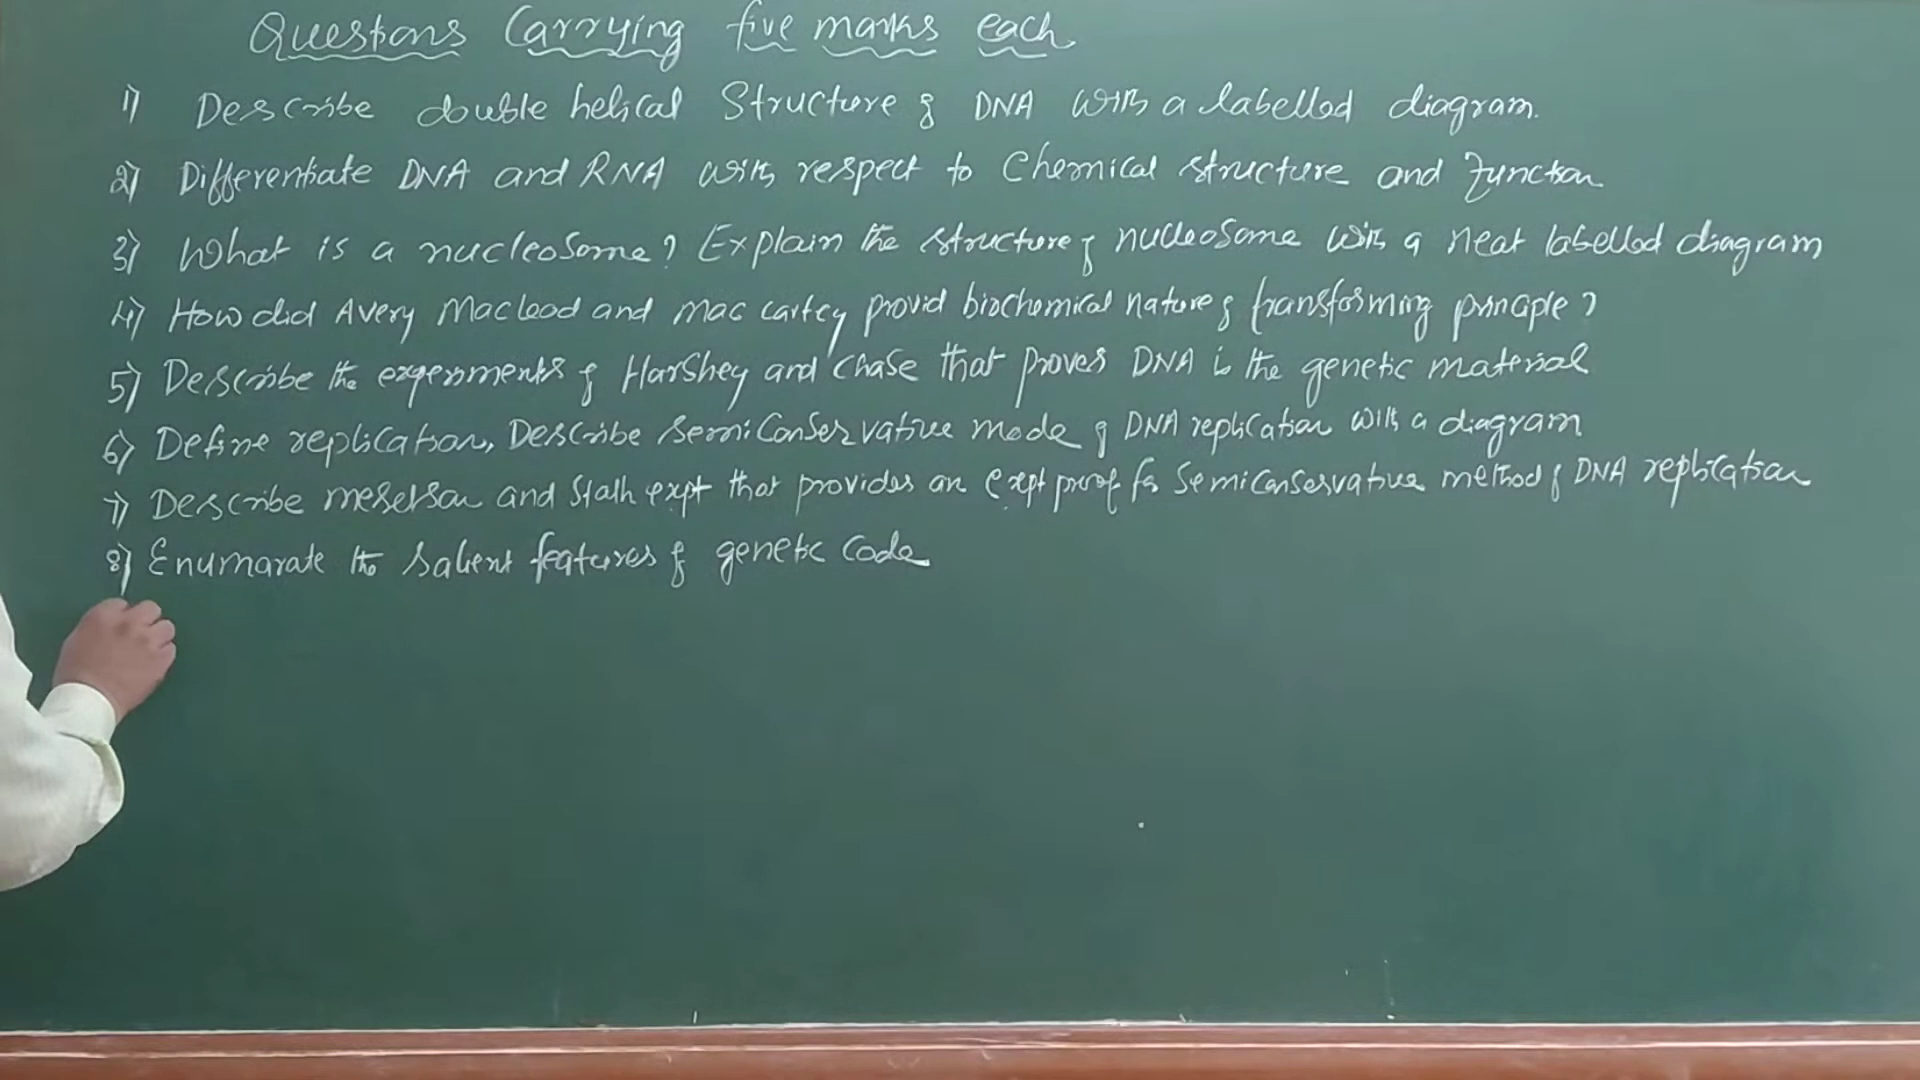 Questions Carrying five marks each
1) Describe double helical Structure of DNA with a labelled diagram.
2) Differentiate DNA and RNA with respect to Chemical structure and function
3) What is a nucleosome? Explain the structure of nucleosome with a neat labelled diagram
4) How did Avery Macleod and Mac cartey provid biochemical nature of transforming principle?
5) Describe the experiments of Harshey and Chase that proves DNA is the genetic material
6) Define replication, Describe semiConservative mode of DNA replication with a diagram
7) Describe meselson and Stalh expt that provides an expt proof for SemiConservative method of DNA replication
8) Enumarate the salient features of genetic Code